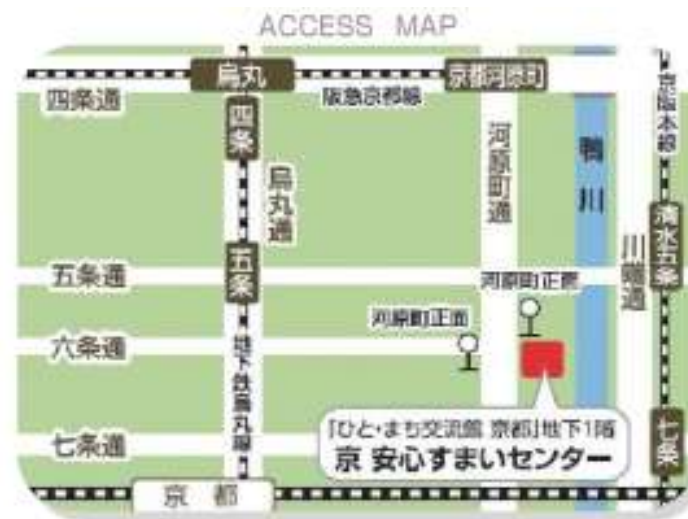 ACCESS MAP
四条通
烏丸
阪急京都線
京都河原町
京阪本線
四条
烏丸通
河原町通
鴨川
川端通
清水五条
五条通
五条
河原町正面
河原町正面
六条通
地下鉄烏丸線
七条通
七条
「ひと・まち交流館 京都」地下1階
京 安心すまいセンター
京都